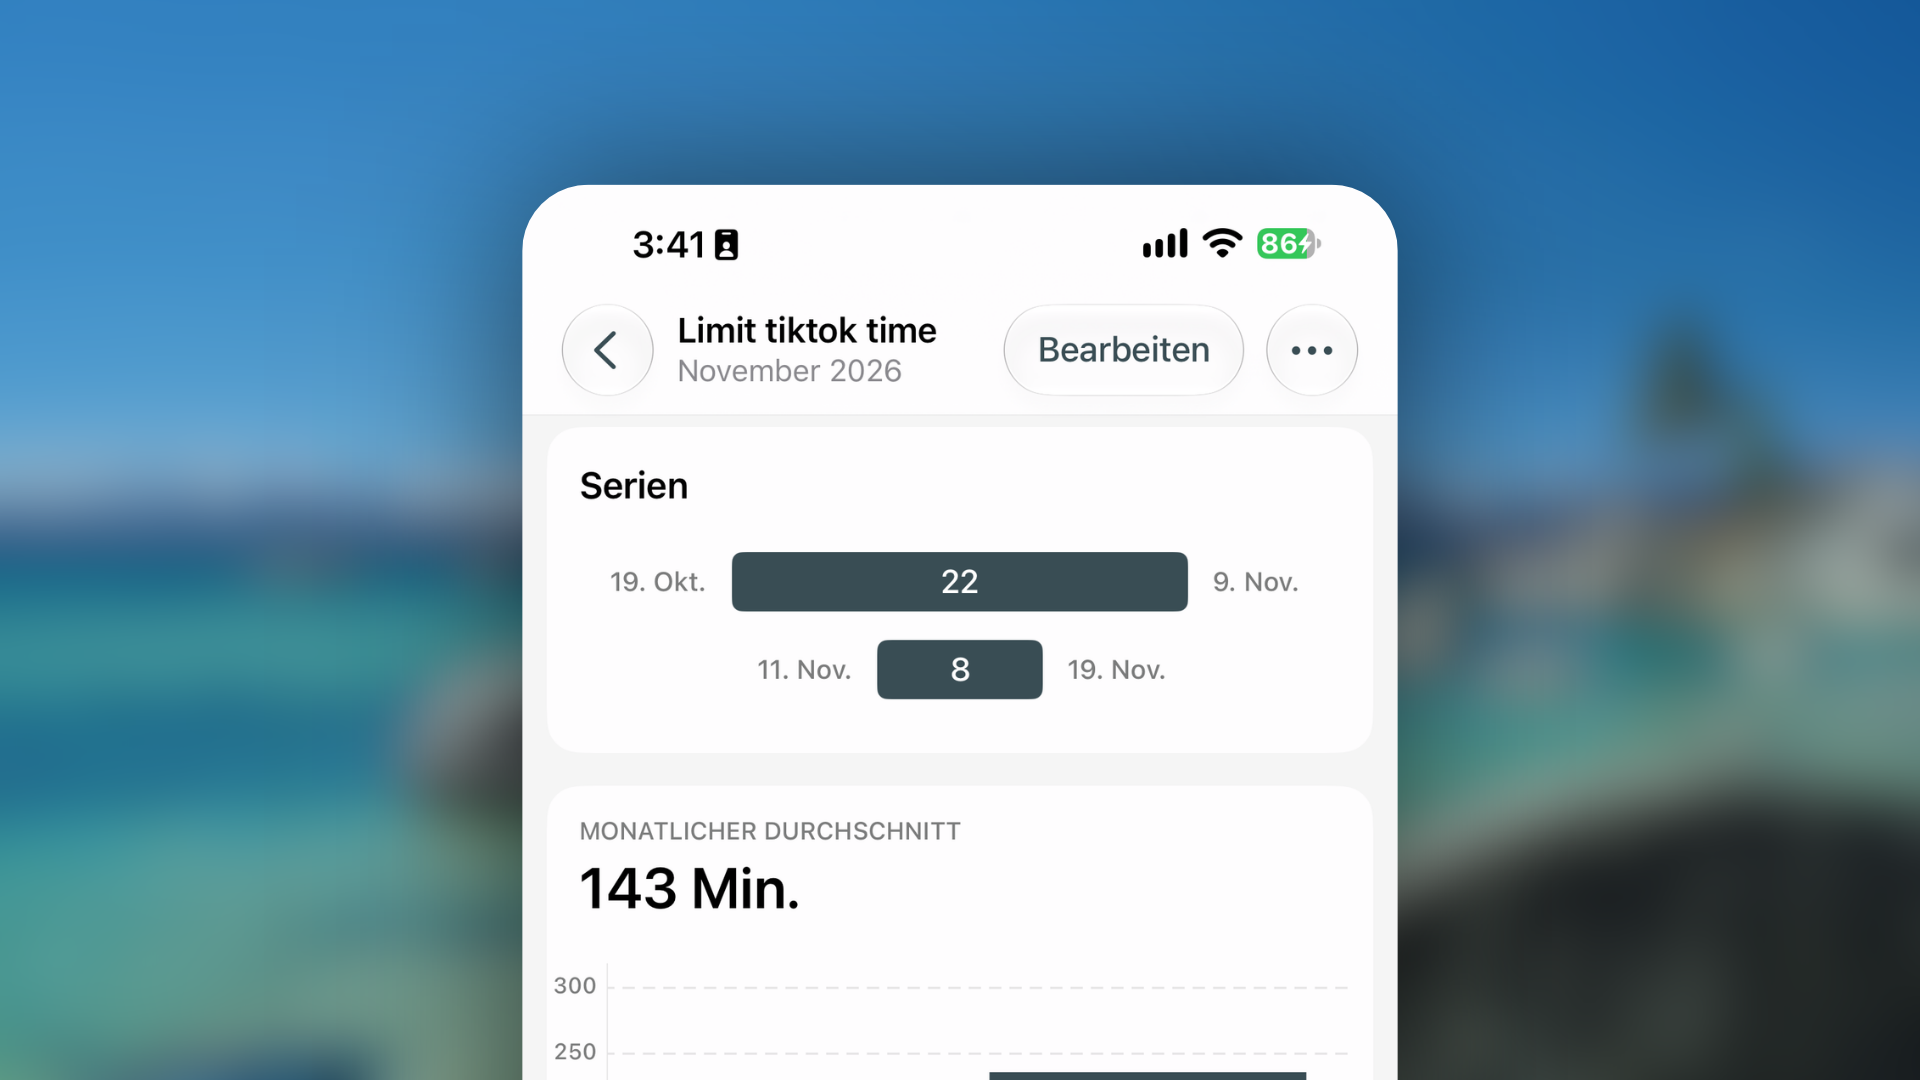 3:41
86
Limit tiktok time
November 2026
Bearbeiten
Serien
19. Okt. 22 9. Nov.
11. Nov. 8 19. Nov.
MONATLICHER DURCHSCHNITT
143 Min.
300
250